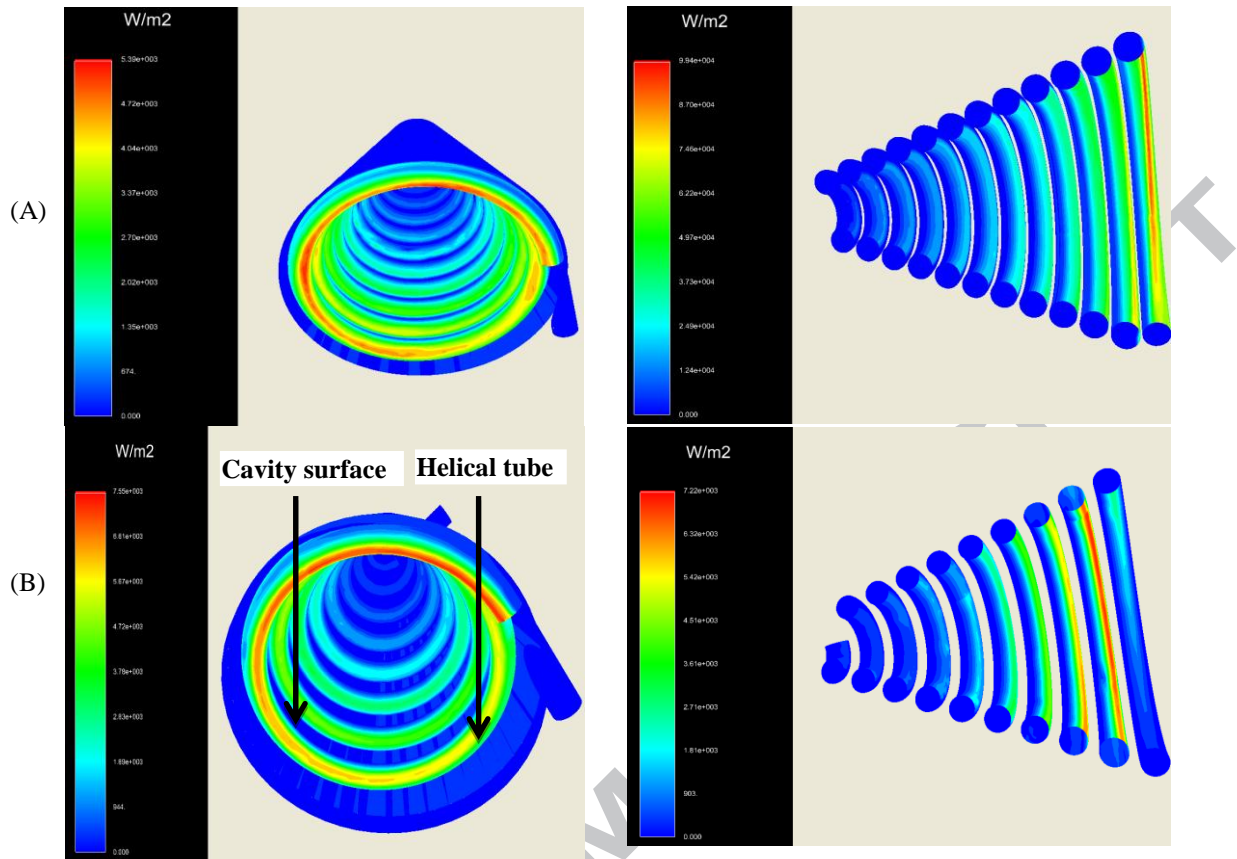 W/m2
5.39e+003
4.72e+003
4.04e+003
3.37e+003
2.70e+003
2.02e+003
1.35e+003
674.
0.000
W/m2
9.94e+004
8.70e+004
7.46e+004
6.22e+004
4.97e+004
3.73e+004
2.49e+004
1.24e+004
0.000
(A)
T
W/m2
7.55e+003
6.61e+003
5.67e+003
4.72e+003
3.78e+003
2.83e+003
1.89e+003
944.
0.000
Cavity surface
Helical tube
W/m2
7.22e+003
6.32e+003
5.42e+003
4.51e+003
3.61e+003
2.71e+003
1.81e+003
903.
0.000
(B)
M